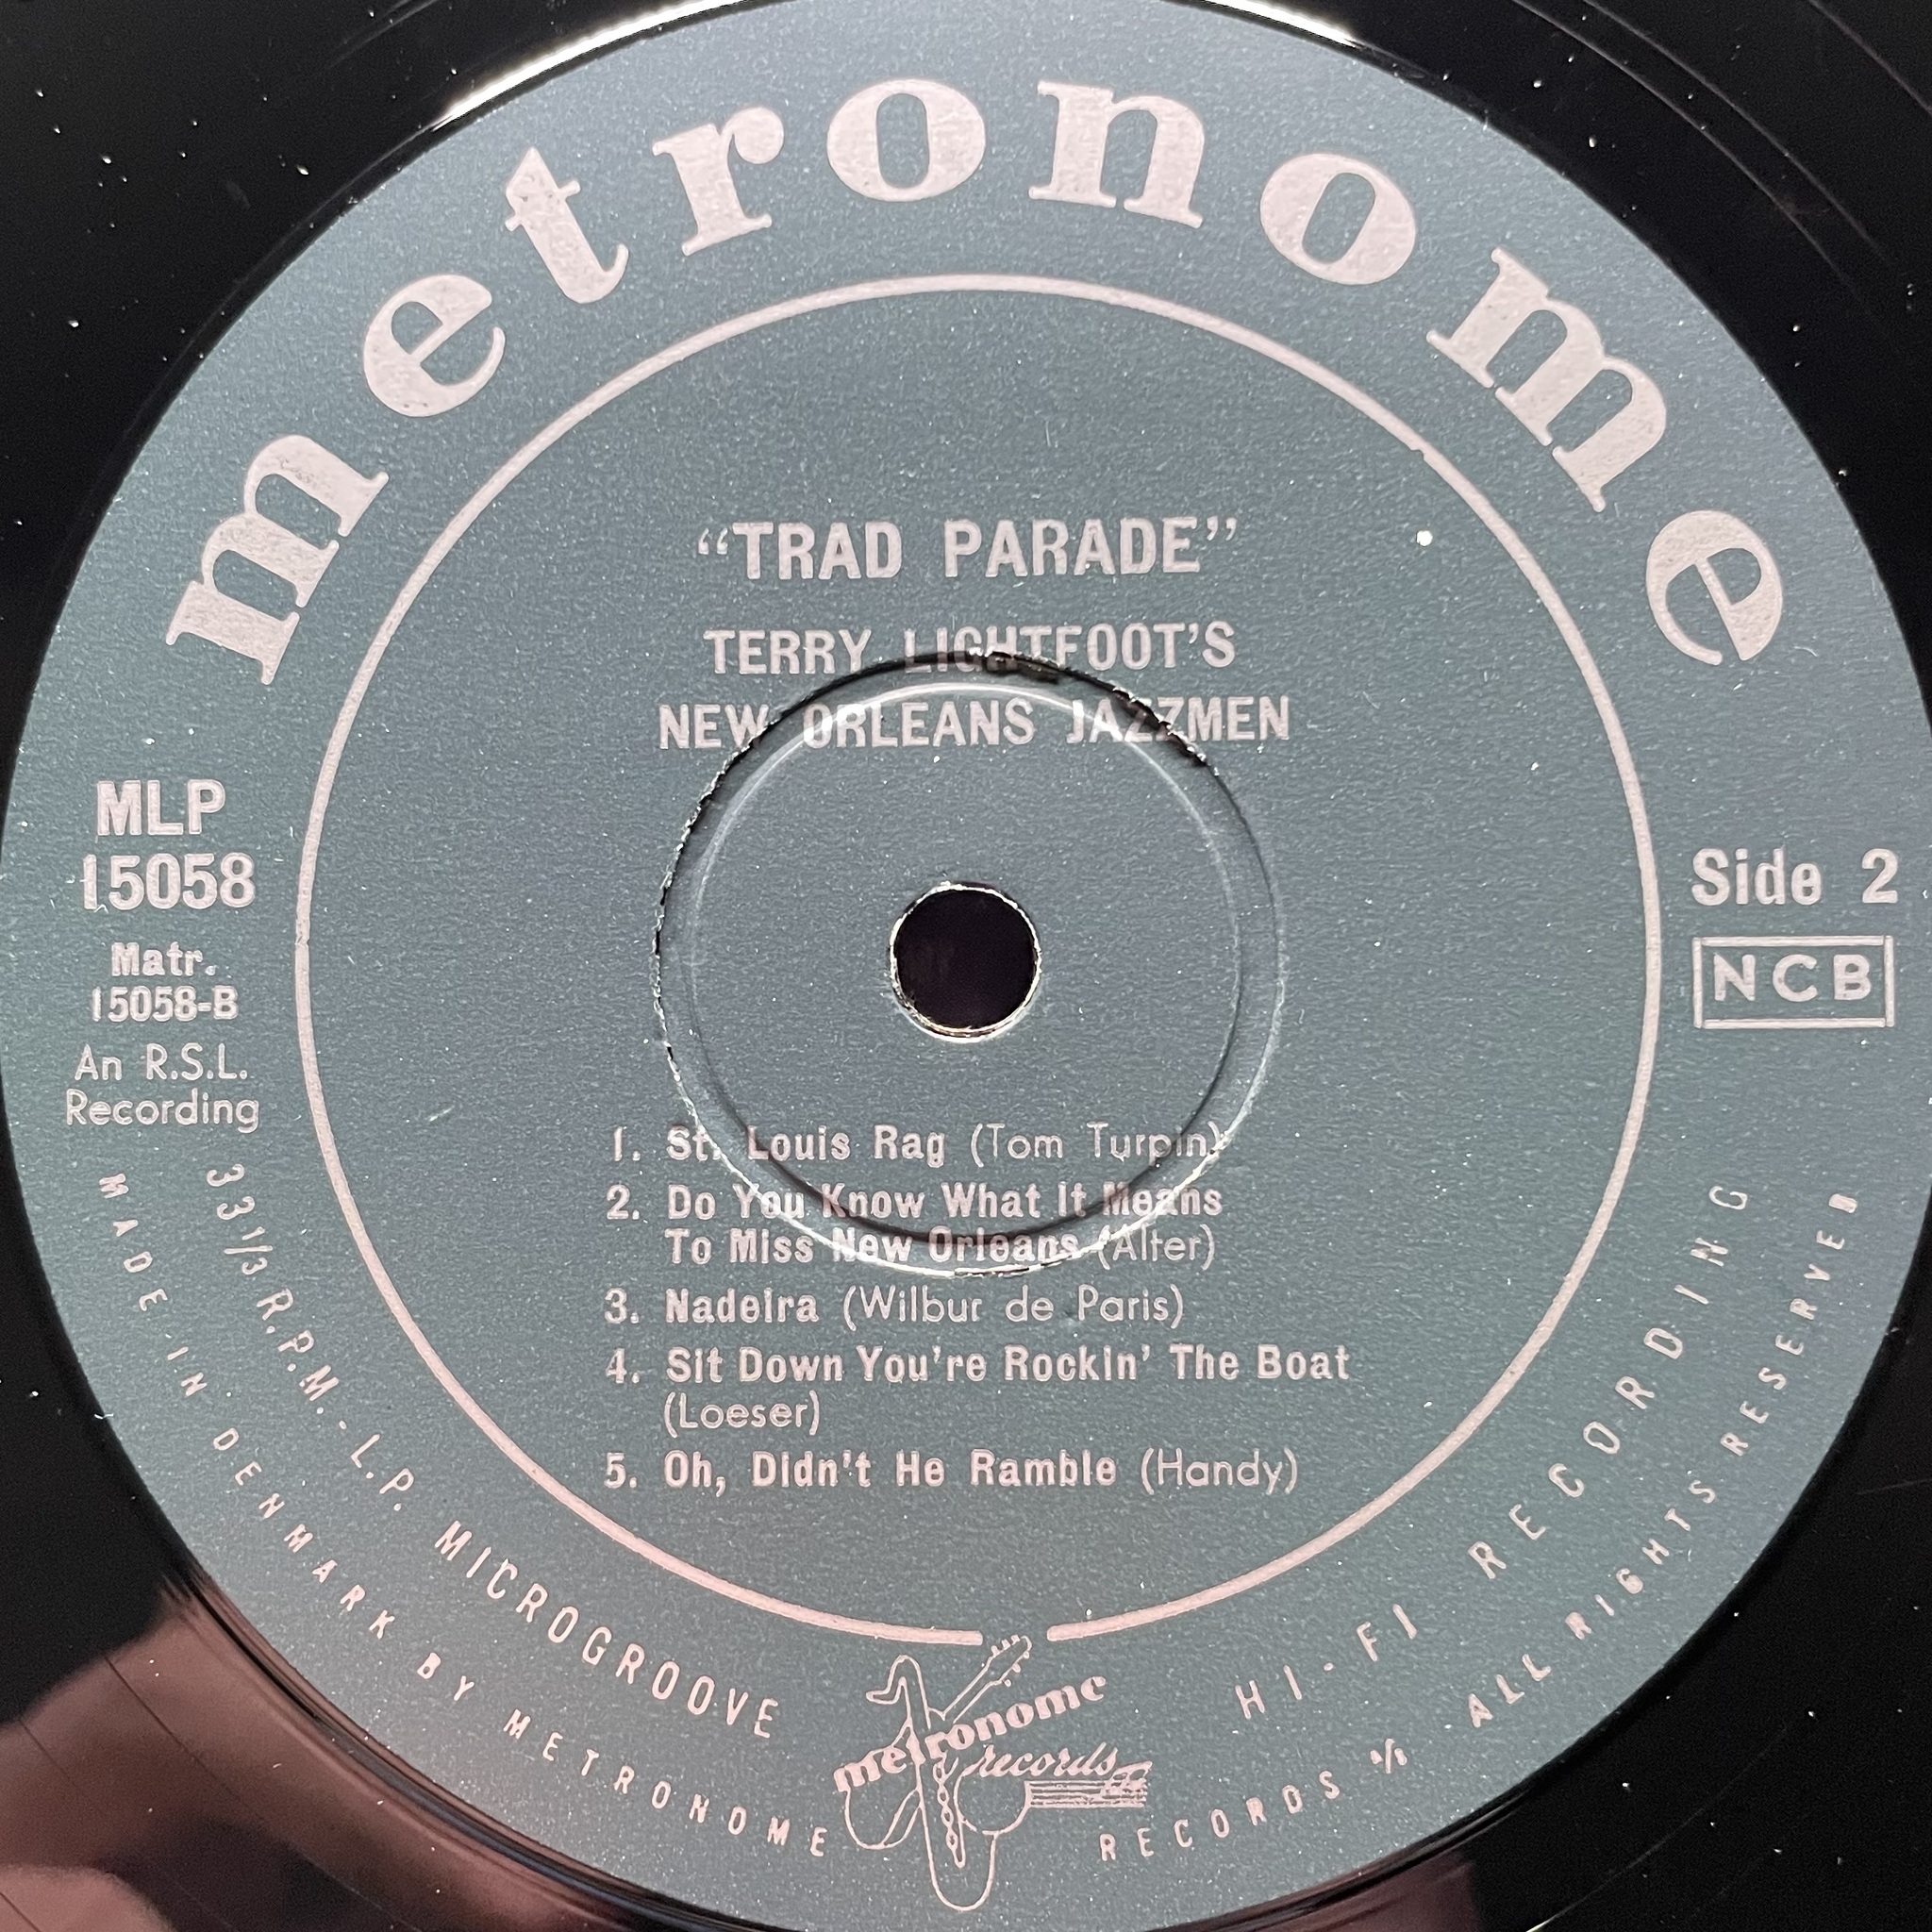 metronome
"TRAD PARADE"
TERRY LIGHTFOOT'S
NEW ORLEANS JAZZMEN
MLP
15058
Matr.
15058-B
An R.S.L.
Recording
Side 2
NCB
1. St. Louis Rag (Tom Turpin)
2. Do You Know What It Means
To Miss New Orleans (Alter)
3. Nadeira (Wilbur de Paris)
4. Sit Down You're Rockin' The Boat
(Loeser)
5. Oh, Didn't He Ramble (Handy)
33 1/3 R.P.M. - L.P. MICROGROOVE
HI-FI RECORDING
MADE IN DENMARK BY METRONOME RECORDS A/S ALL RIGHTS RESERVED
metronome
records